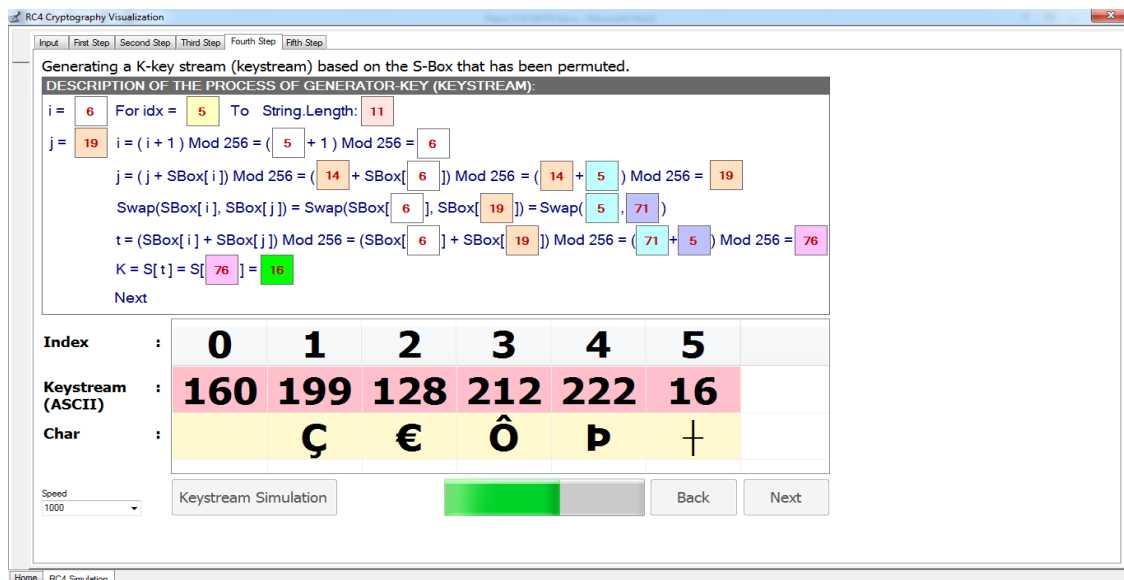 RC4 Cryptography Visualization
Input First Step Second Step Third Step Fourth Step Fifth Step
Generating a K-key stream (keystream) based on the S-Box that has been permuted.
DESCRIPTION OF THE PROCESS OF GENERATOR-KEY (KEYSTREAM):
i = 6 For idx = 5 To String.Length: 11
j = 19 i = ( i + 1 ) Mod 256 = ( 5 + 1 ) Mod 256 = 6
j = ( j + SBox[ i ]) Mod 256 = ( 14 + SBox[ 6 ]) Mod 256 = ( 14 + 5 ) Mod 256 = 19
Swap(SBox[ i ], SBox[ j ]) = Swap(SBox[ 6 ], SBox[ 19 ]) = Swap( 5 , 71 )
t = (SBox[ i ] + SBox[ j ]) Mod 256 = (SBox[ 6 ] + SBox[ 19 ]) Mod 256 = ( 71 + 5 ) Mod 256 = 76
K = S[ t ] = S[ 76 ] = 16
Next
Index : 0 1 2 3 4 5
Keystream (ASCII) : 160 199 128 212 222 16
Char : Ç € Ô Þ ┼
Speed
1000
Keystream Simulation Back Next
Home RC4 Simulation